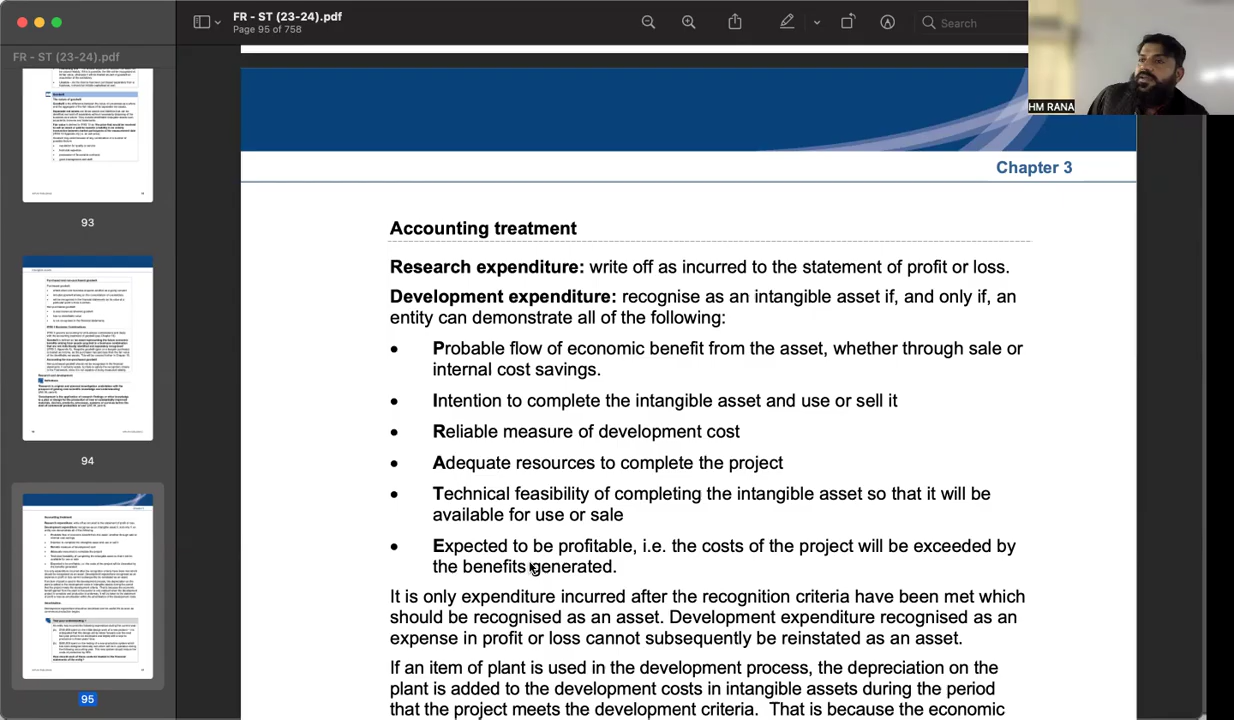 FR - ST (23-24).pdf
Page 95 of 758
Search
FR - ST (23-24).pdf
HM RANA
93
94
95
Chapter 3
Accounting treatment
Research expenditure: write off as incurred to the statement of profit or loss.
Development expenditure: recognise as an intangible asset if, and only if, an
entity can demonstrate all of the following:
• Probable future economic benefit from the asset, whether through sale or
internal cost savings.
• Intention to complete the intangible asset and use or sell it
• Reliable measure of development cost
• Adequate resources to complete the project
• Technical feasibility of completing the intangible asset so that it will be
available for use or sale
• Expected to be profitable, i.e. the costs of the project will be exceeded by
the benefits generated.
It is only expenditure incurred after the recognition criteria have been met which
should be recognised as an asset. Development expenditure recognised as an
expense in profit or loss cannot subsequently be reinstated as an asset.
If an item of plant is used in the development process, the depreciation on the
plant is added to the development costs in intangible assets during the period
that the project meets the development criteria. That is because the economic